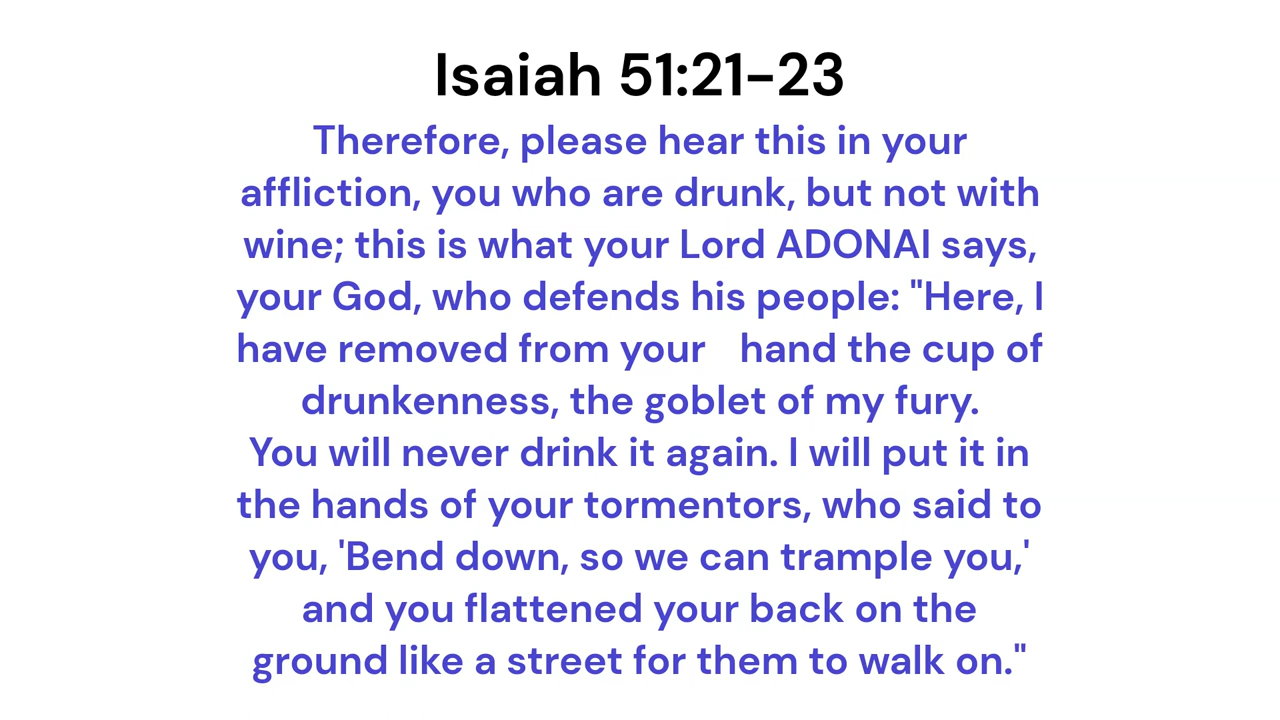 Isaiah 51:21–23
Therefore, please hear this in your
affliction, you who are drunk, but not with
wine; this is what your Lord ADONAI says,
your God, who defends his people: "Here, I
have removed from your   hand the cup of
drunkenness, the goblet of my fury.
You will never drink it again. I will put it in
the hands of your tormentors, who said to
you, 'Bend down, so we can trample you,'
and you flattened your back on the
ground like a street for them to walk on."